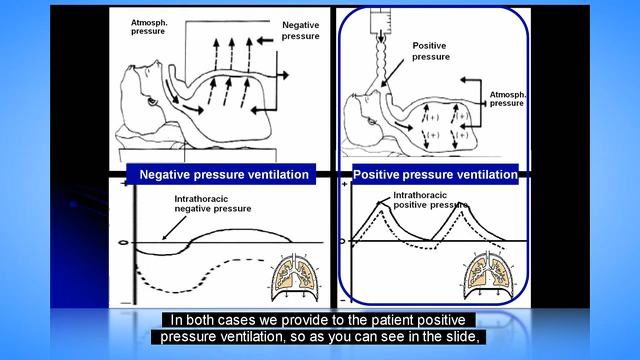 Atmosph.
pressure
Negative
pressure
Negative pressure ventilation
Intrathoracic
negative pressure
+
o
–
Positive
pressure
Atmosph.
pressure
(+) (+)
(+) (+)
Positive pressure ventilation
Intrathoracic
positive pressure
+
o
–
In both cases we provide to the patient positive
pressure ventilation, so as you can see in the slide,